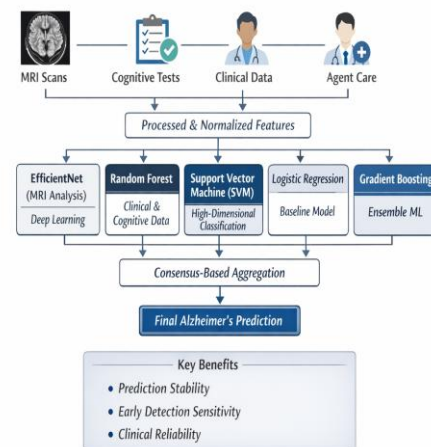 MRI Scans
Cognitive Tests
Clinical Data
Agent Care
Processed & Normalized Features
EfficientNet
(MRI Analysis)
Deep Learning
Random Forest
Clinical &
Cognitive Data
Support Vector
Machine (SVM)
High-Dimensional
Classification
Logistic Regression
Baseline Model
Gradient Boosting
Ensemble ML
Consensus-Based Aggregation
Final Alzheimer's Prediction
Key Benefits
• Prediction Stability
• Early Detection Sensitivity
• Clinical Reliability